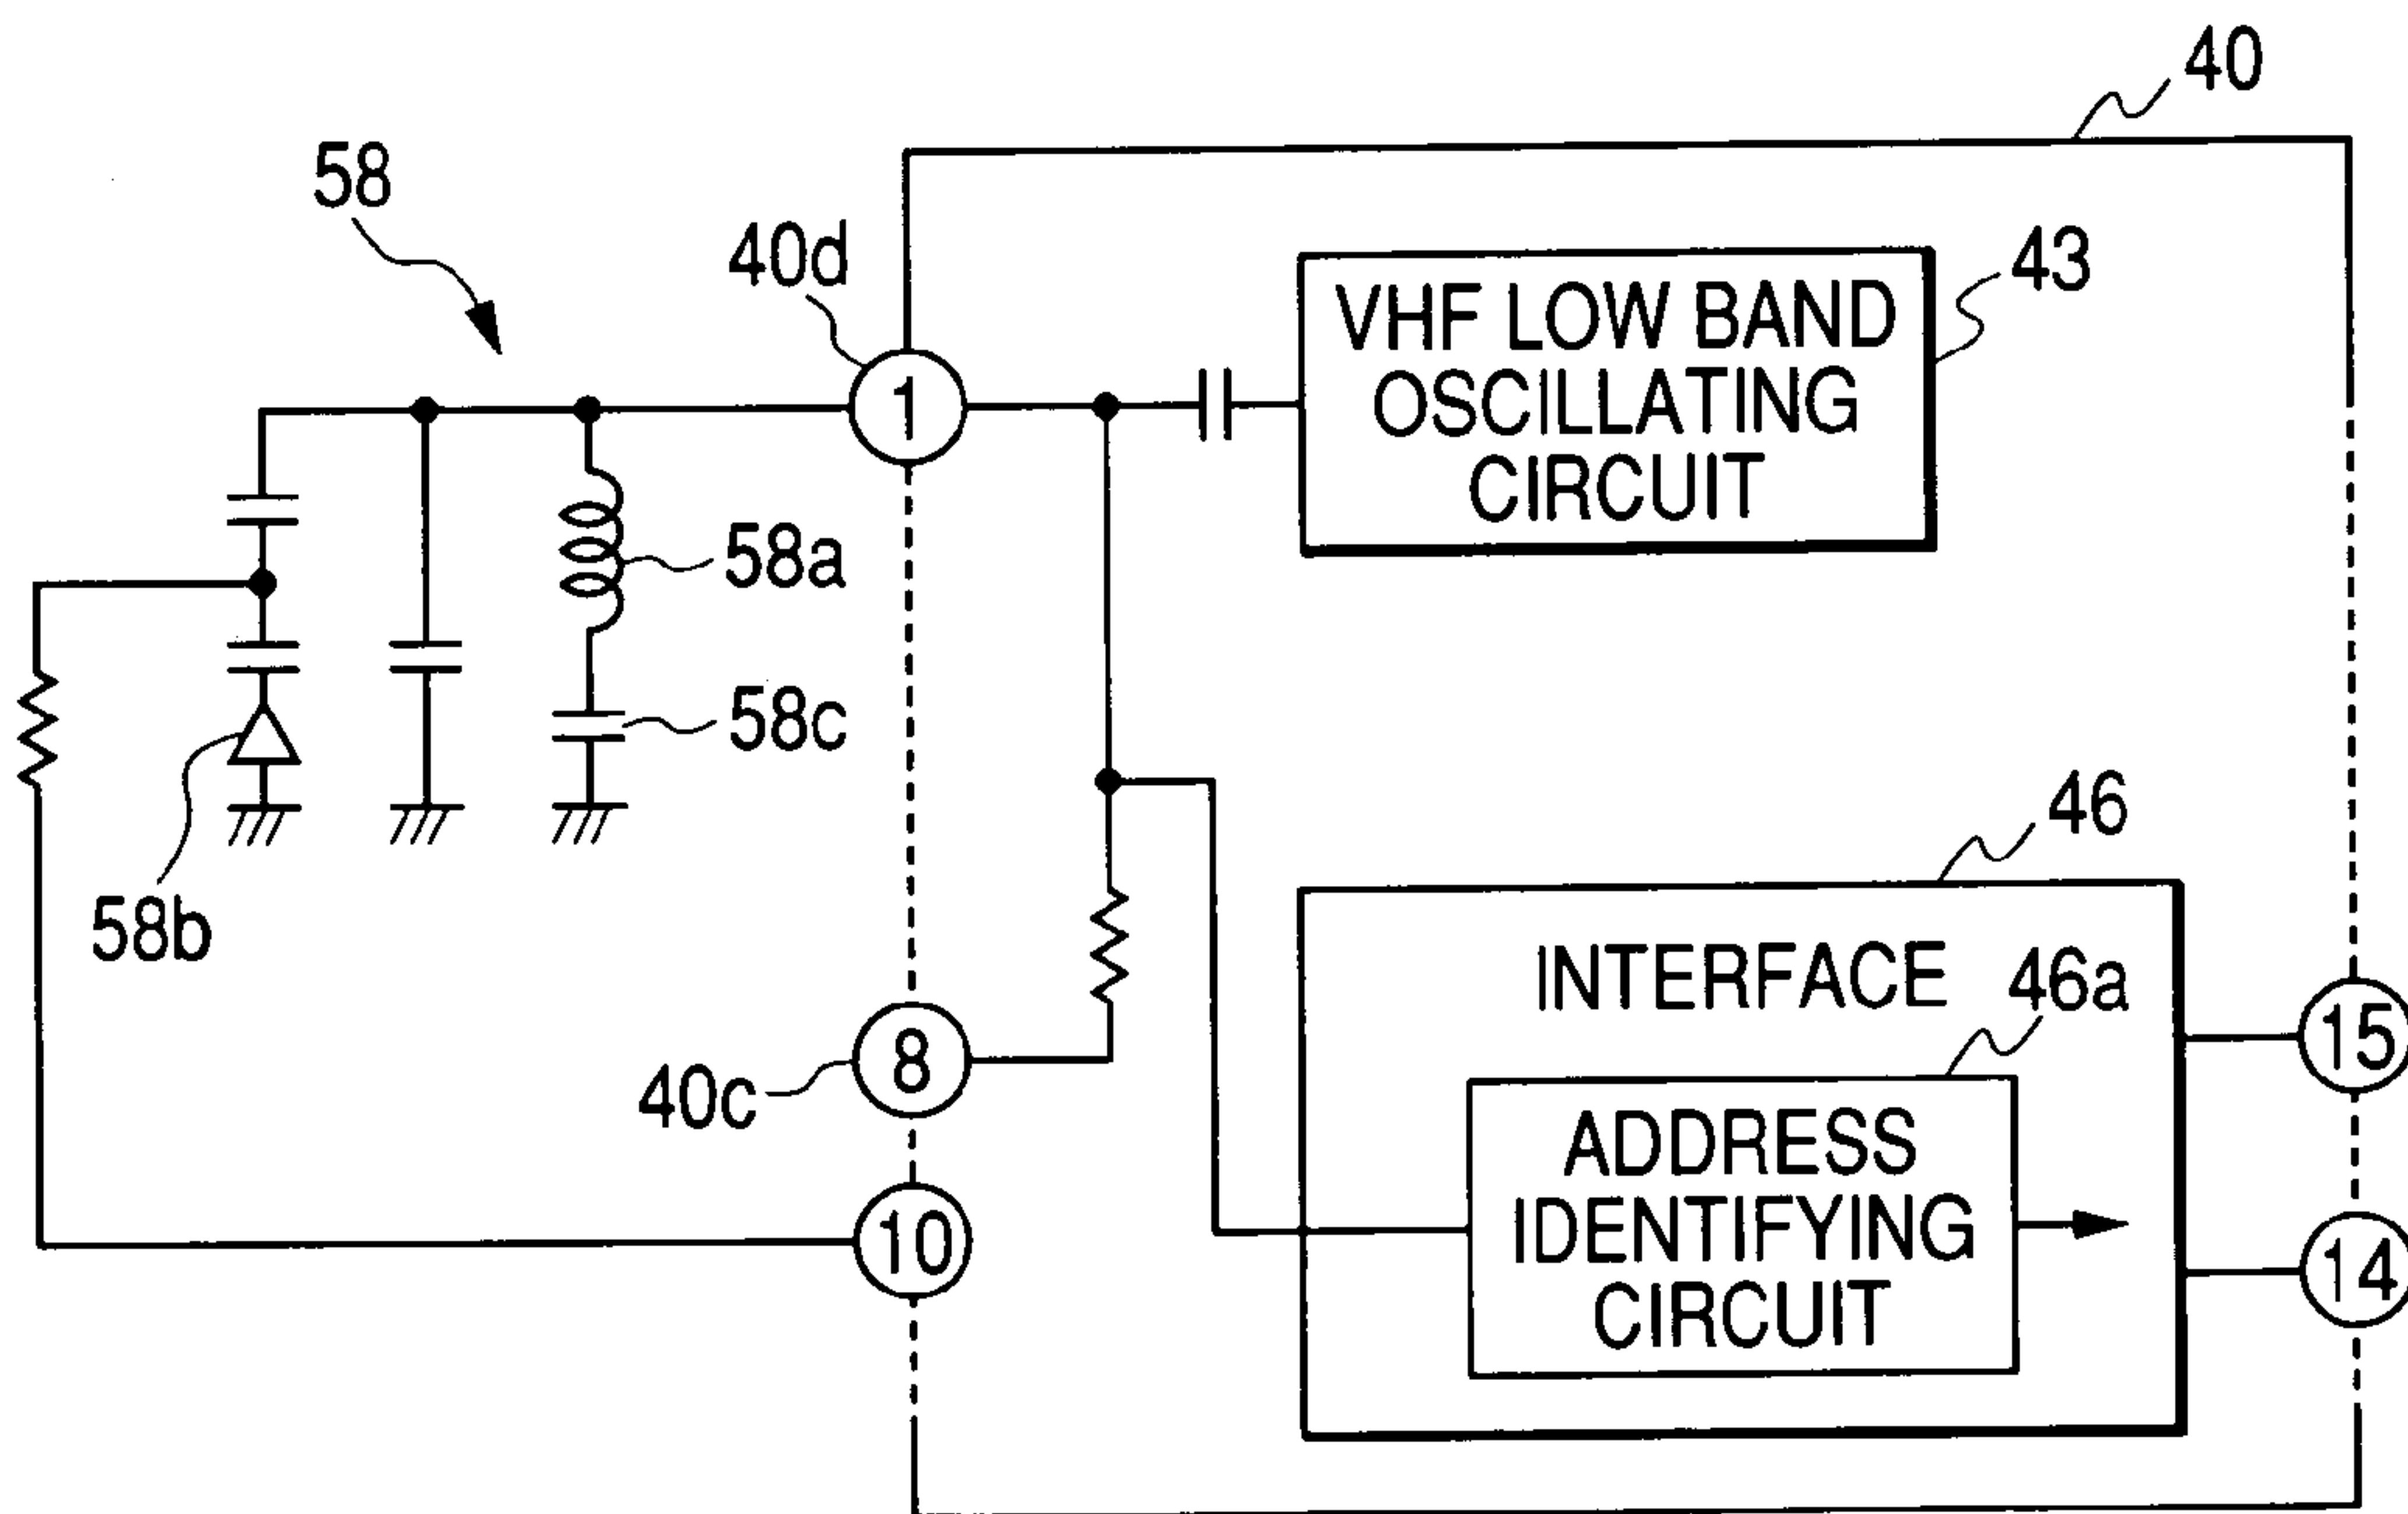 40
58
40d
43
VHF LOW BAND
OSCILLATING
CIRCUIT
1
58a
58c
46
58b
INTERFACE
46a
15
8
40c
ADDRESS
IDENTIFYING
CIRCUIT
10
14